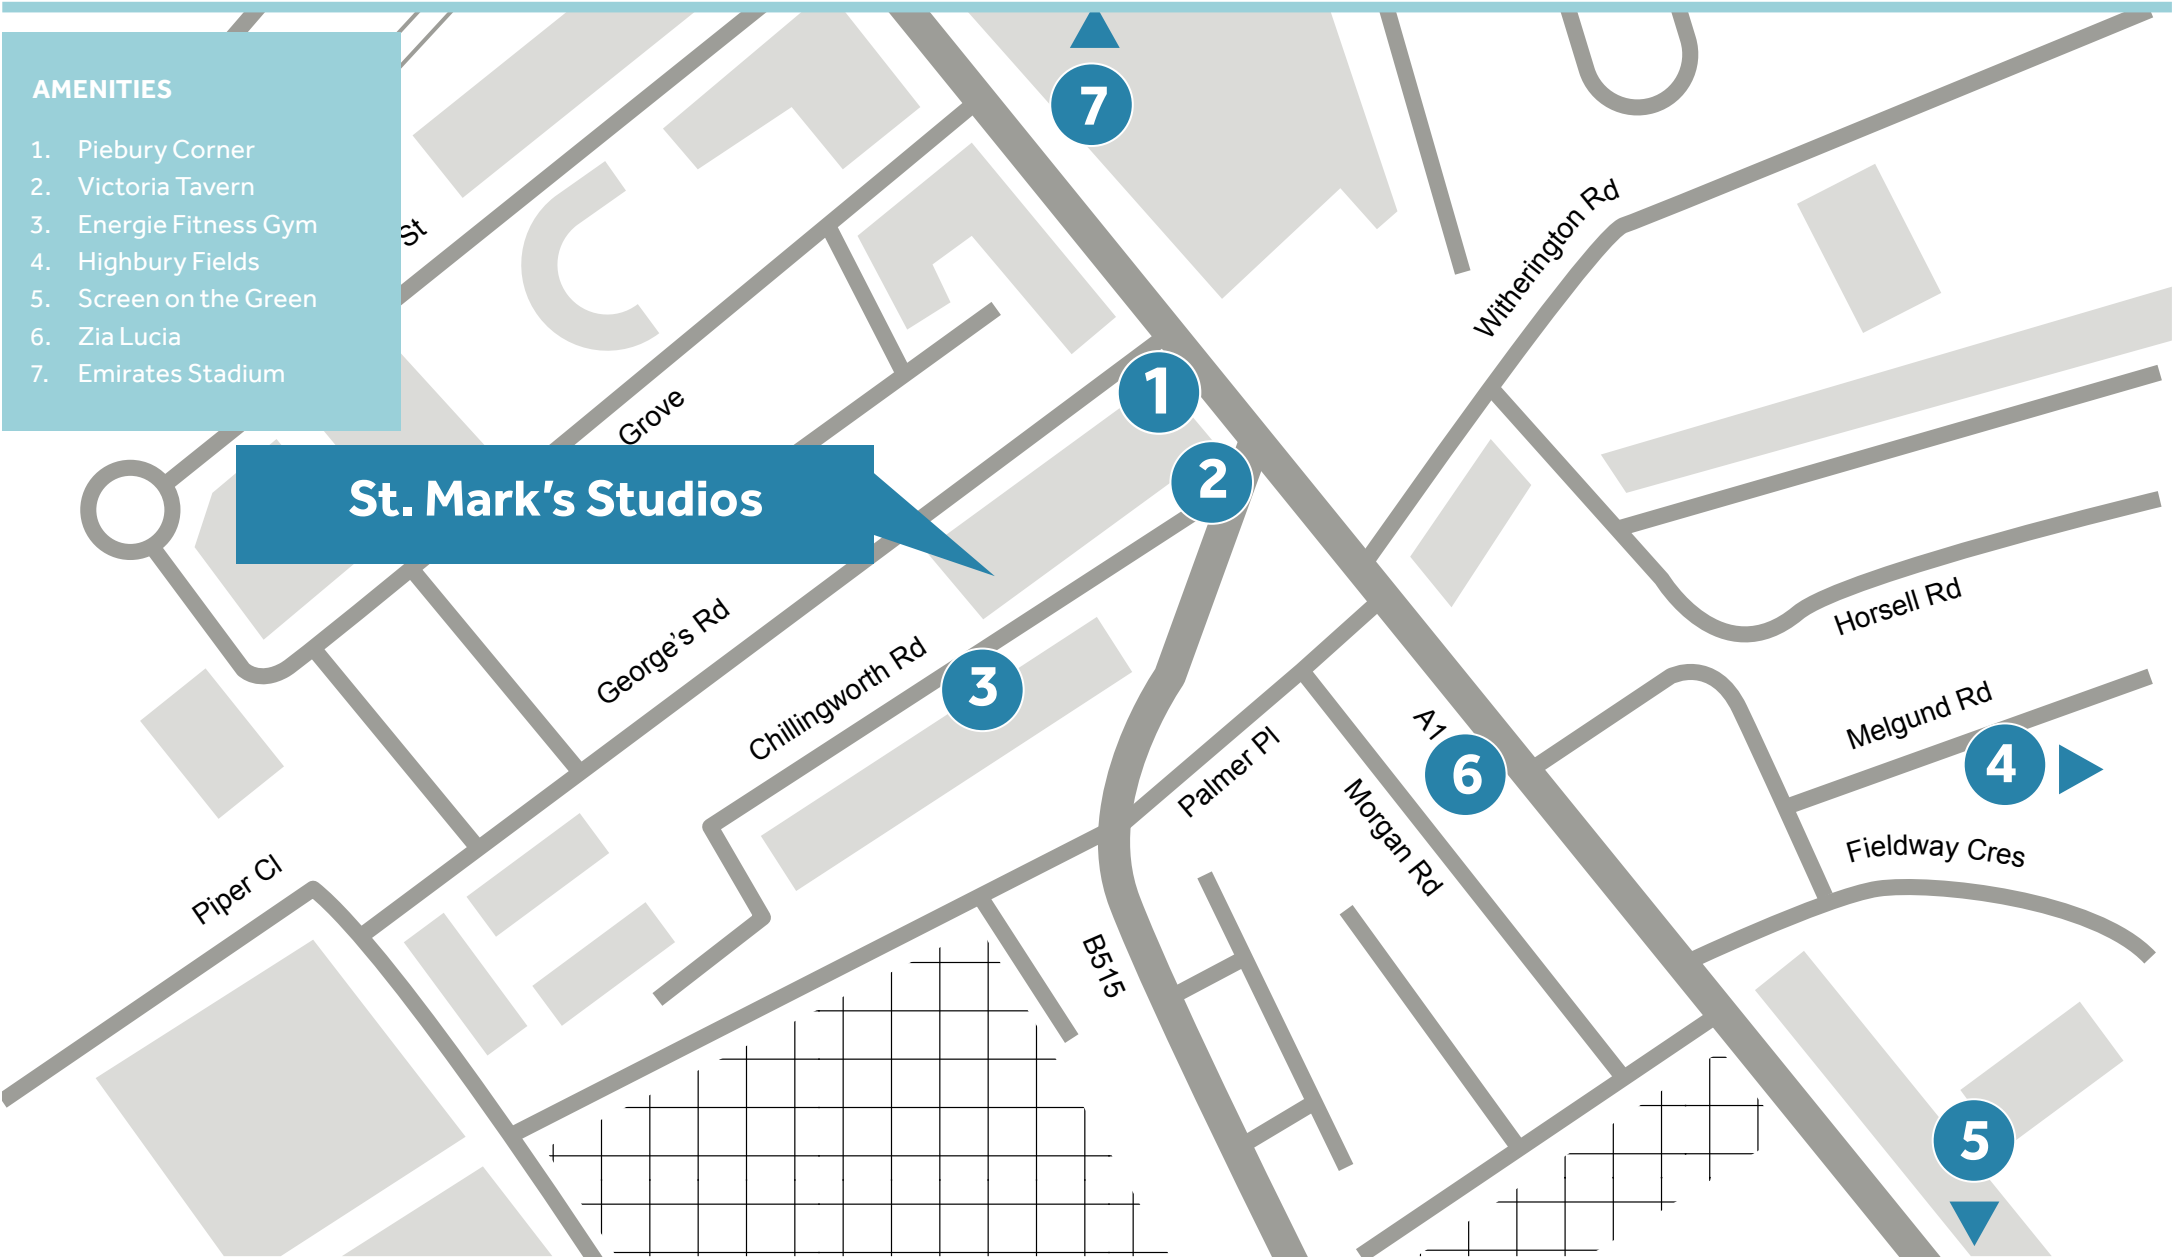 AMENITIES
1. Piebury Corner
2. Victoria Tavern
3. Energie Fitness Gym
4. Highbury Fields
5. Screen on the Green
6. Zia Lucia
7. Emirates Stadium
7
St
Witherington Rd
Grove
1
St. Mark's Studios
2
Horsell Rd
George's Rd
Chillingworth Rd
3
Melgund Rd
A1
Palmer Pl
6
4
Morgan Rd
Fieldway Cres
Piper Cl
B515
5